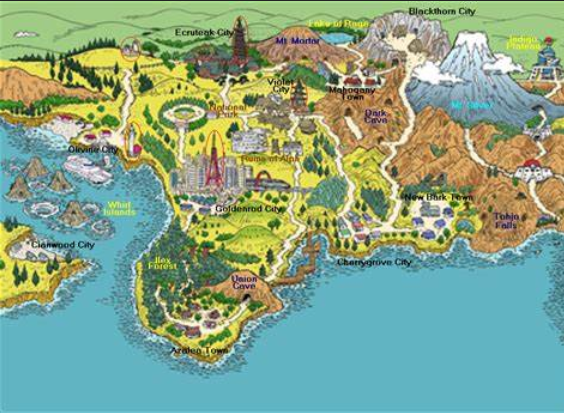 Blackthorn City
Lake of Rage
Ecruteak City
Mt. Mortar
Indigo
Plateau
Violet
City
Mahogany
Town
National
Park
Mt. Silver
Dark
Cave
Olivine City
Ruins of Alph
Whirl
Islands
Goldenrod City
New Bark Town
Tohjo
Falls
Cianwood City
Ilex
Forest
Cherrygrove City
Union
Cave
Azalea Town